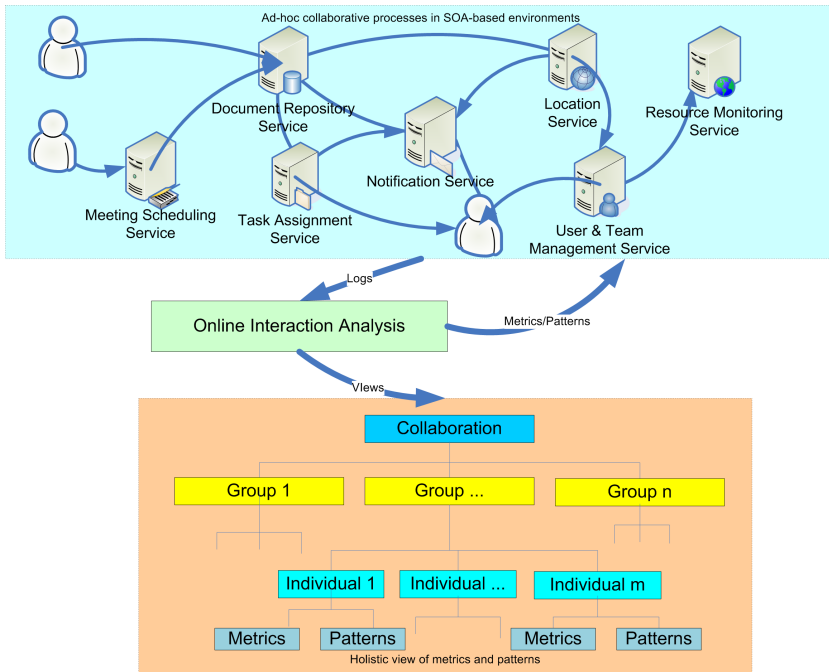 Ad-hoc collaborative processes in SOA-based environments
Document Repository
Service
Location
Service
Resource Monitoring
Service
Notification Service
Meeting Scheduling
Service
Task Assignment
Service
User & Team
Management Service
Logs
Online Interaction Analysis
Metrics/Patterns
VIews
Collaboration
Group 1
Group ...
Group n
Individual 1
Individual ...
Individual m
Metrics
Patterns
Metrics
Patterns
Holistic view of metrics and patterns